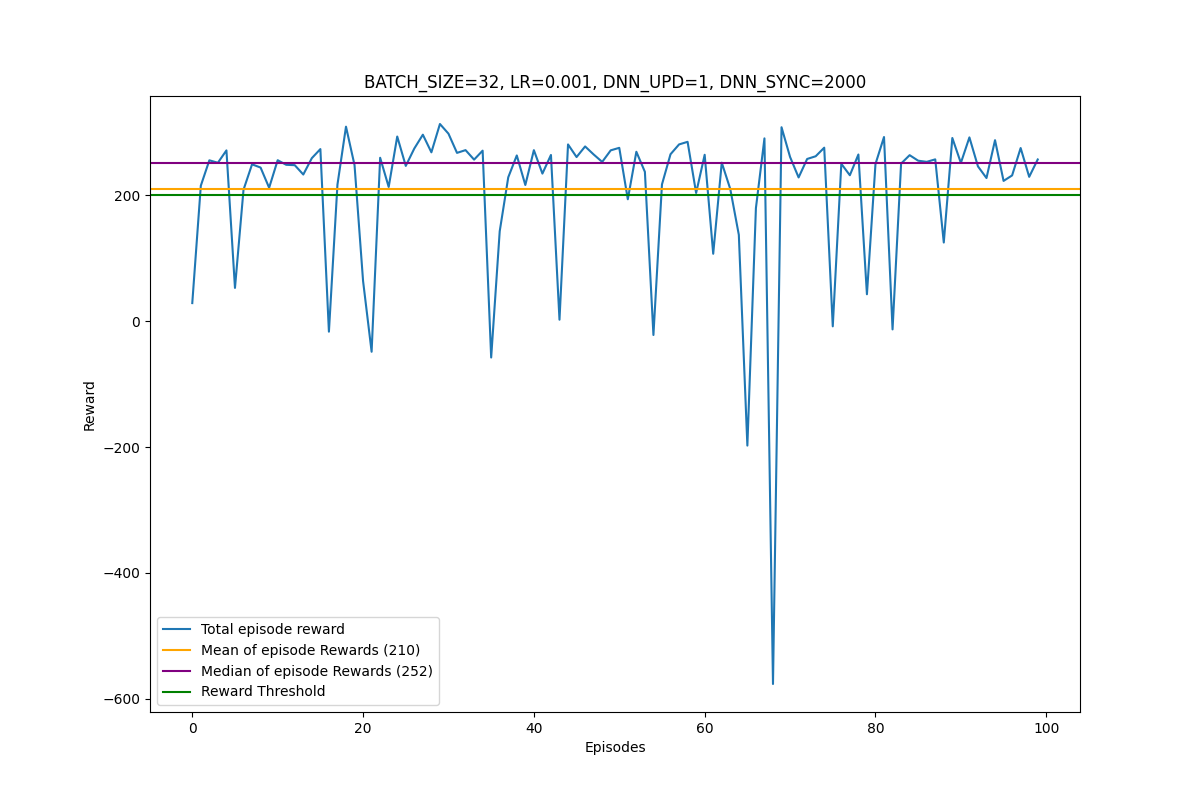 BATCH_SIZE=32, LR=0.001, DNN_UPD=1, DNN_SYNC=2000
Reward
200
0
−200
−400
−600
Total episode reward
Mean of episode Rewards (210)
Median of episode Rewards (252)
Reward Threshold
0 20 40 60 80 100
Episodes